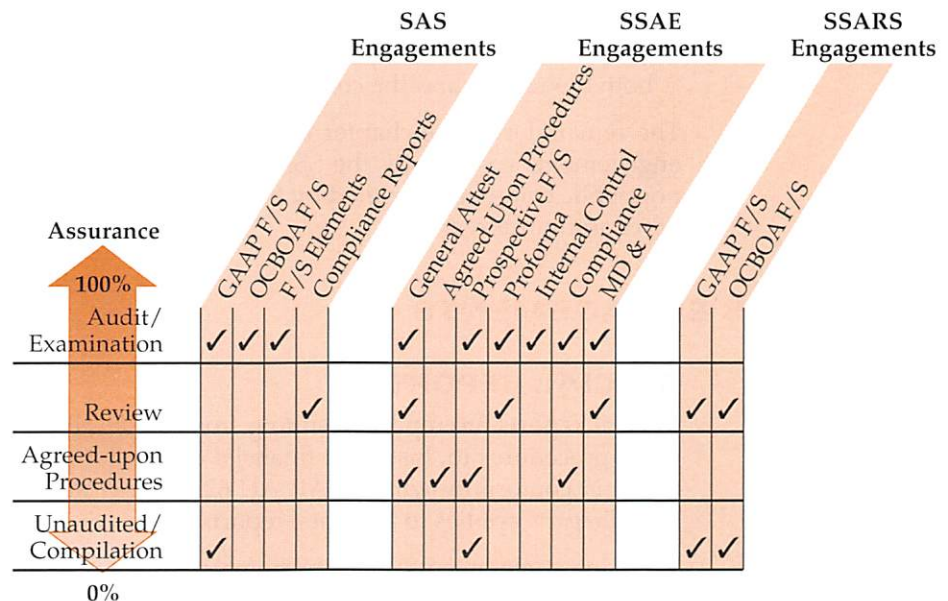 SAS
Engagements
SSAE
Engagements
SSARS
Engagements
GAAP F/S
OCBOA F/S
F/S Elements
Compliance Reports
General Attest
Agreed-Upon Procedures
Prospective F/S
Proforma
Internal Control
Compliance
MD & A
GAAP F/S
OCBOA F/S
Assurance
100%
Audit/
Examination
✓ ✓ ✓ ✓ ✓ ✓ ✓ ✓ ✓
Review
✓ ✓ ✓ ✓ ✓ ✓
Agreed-upon
Procedures
✓ ✓ ✓ ✓
Unaudited/
Compilation
✓ ✓ ✓ ✓
0%